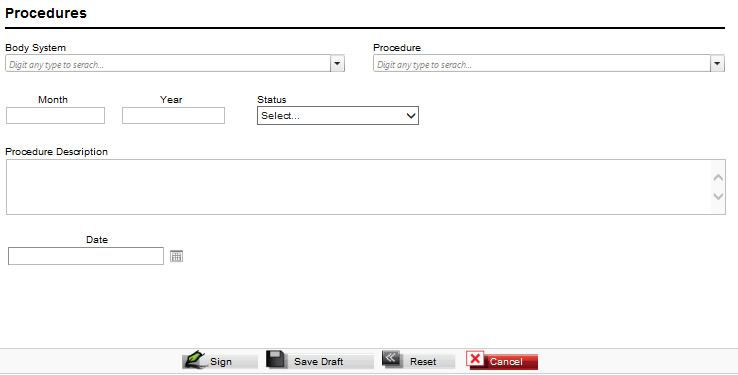 Procedures
Body System Procedure
Digit any type to serach... Digit any type to serach...
Month Year Status
Select...
Procedure Description
Date
Sign Save Draft Reset Cancel